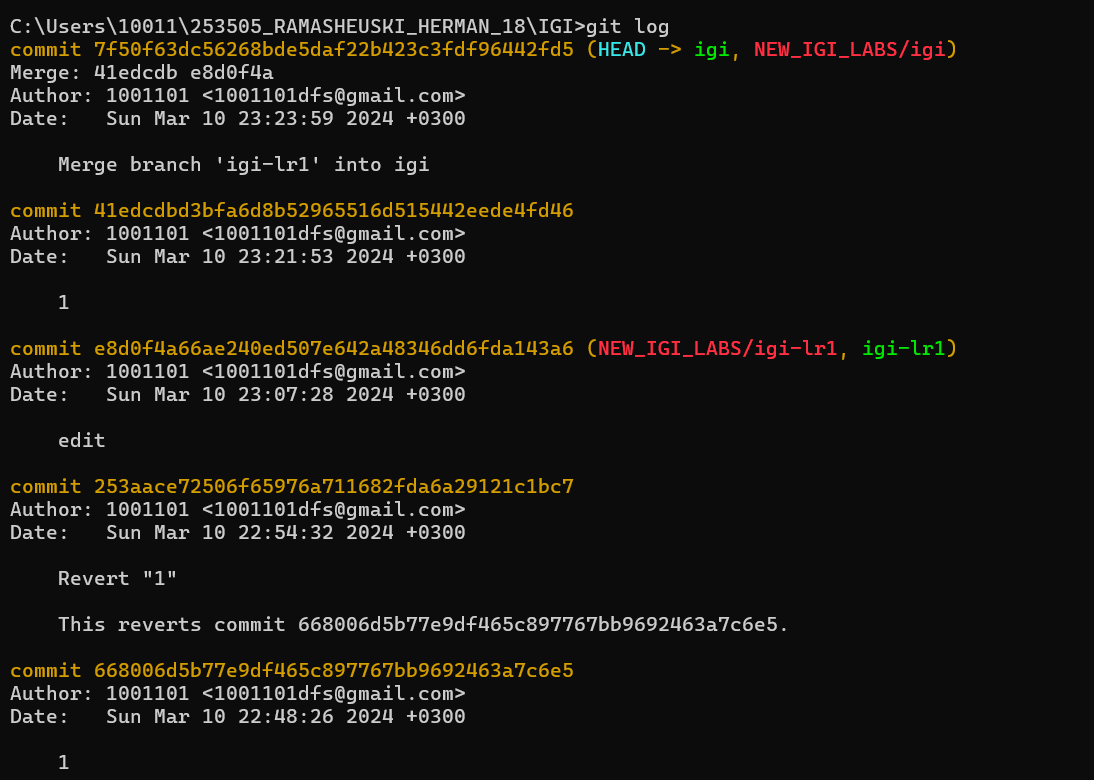 C:\Users\10011\253505_RAMASHEUSKI_HERMAN_18\IGI>git log
commit 7f50f63dc56268bde5daf22b423c3fdf96442fd5 (HEAD -> igi, NEW_IGI_LABS/igi)
Merge: 41edcdb e8d0f4a
Author: 1001101 <1001101dfs@gmail.com>
Date:   Sun Mar 10 23:23:59 2024 +0300

    Merge branch 'igi-lr1' into igi

commit 41edcdbd3bfa6d8b52965516d515442eede4fd46
Author: 1001101 <1001101dfs@gmail.com>
Date:   Sun Mar 10 23:21:53 2024 +0300

    1

commit e8d0f4a66ae240ed507e642a48346dd6fda143a6 (NEW_IGI_LABS/igi-lr1, igi-lr1)
Author: 1001101 <1001101dfs@gmail.com>
Date:   Sun Mar 10 23:07:28 2024 +0300

    edit

commit 253aace72506f65976a711682fda6a29121c1bc7
Author: 1001101 <1001101dfs@gmail.com>
Date:   Sun Mar 10 22:54:32 2024 +0300

    Revert "1"

    This reverts commit 668006d5b77e9df465c897767bb9692463a7c6e5.

commit 668006d5b77e9df465c897767bb9692463a7c6e5
Author: 1001101 <1001101dfs@gmail.com>
Date:   Sun Mar 10 22:48:26 2024 +0300

    1